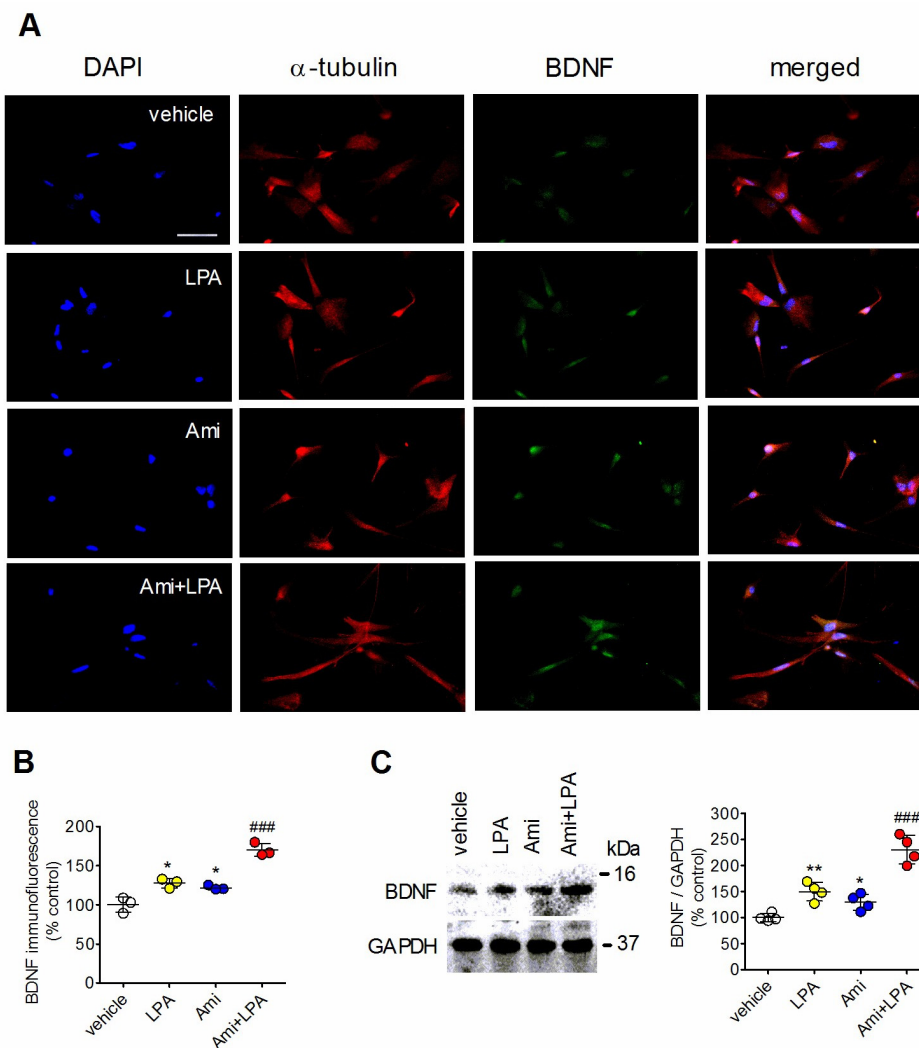 A
DAPI
α-tubulin
BDNF
merged
vehicle
LPA
Ami
Ami+LPA
B
BDNF immunofluorescence
(% control)
200
150
100
50
0
*
*
###
vehicle
LPA
Ami
Ami+LPA
C
vehicle
LPA
Ami
Ami+LPA
kDa
BDNF
16
GAPDH
37
BDNF / GAPDH
(% control)
300
250
200
150
100
50
0
**
*
###
vehicle
LPA
Ami
Ami+LPA